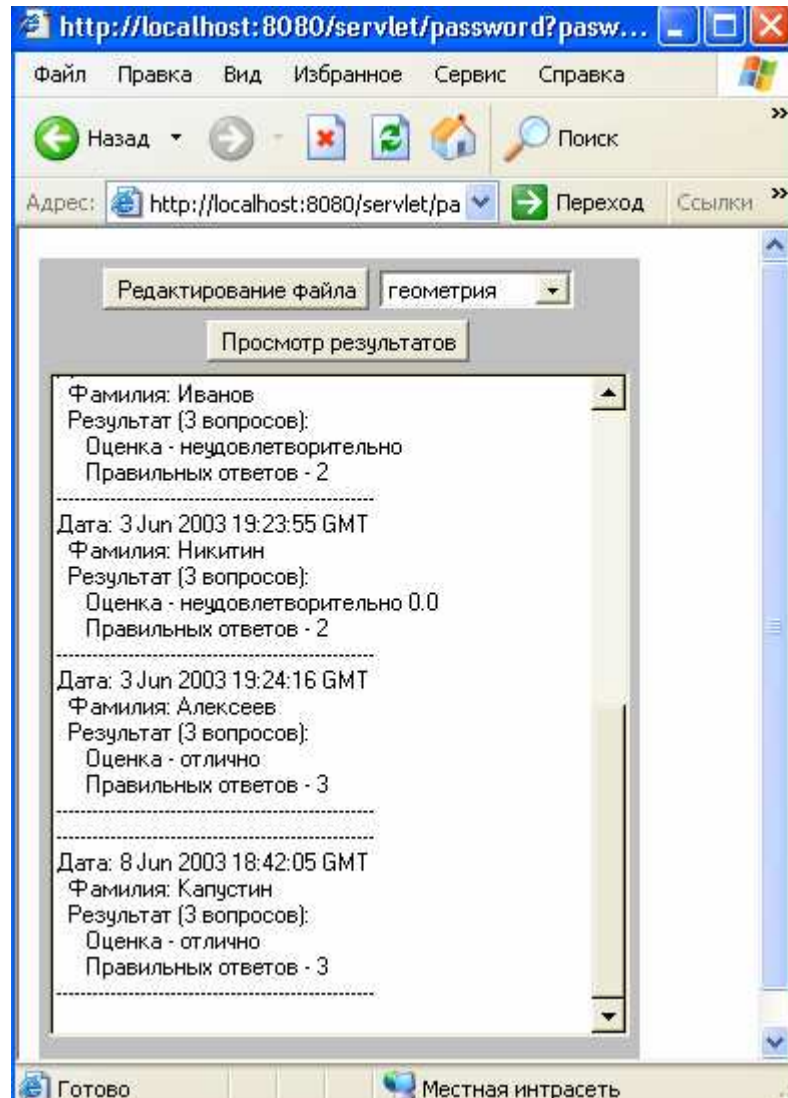 http://localhost:8080/servlet/password?pasw...
Файл Правка Вид Избранное Сервис Справка
Назад Поиск »
Адрес: http://localhost:8080/servlet/pa Переход Ссылки »
Редактирование файла геометрия
Просмотр результатов
Фамилия: Иванов
Результат (3 вопросов):
Оценка - неудовлетворительно
Правильных ответов - 2
--------------------------------------------------
Дата: 3 Jun 2003 19:23:55 GMT
Фамилия: Никитин
Результат (3 вопросов):
Оценка - неудовлетворительно 0.0
Правильных ответов - 2
--------------------------------------------------
Дата: 3 Jun 2003 19:24:16 GMT
Фамилия: Алексеев
Результат (3 вопросов):
Оценка - отлично
Правильных ответов - 3
--------------------------------------------------
--------------------------------------------------
Дата: 8 Jun 2003 18:42:05 GMT
Фамилия: Капустин
Результат (3 вопросов):
Оценка - отлично
Правильных ответов - 3
--------------------------------------------------
Готово Местная интрасеть